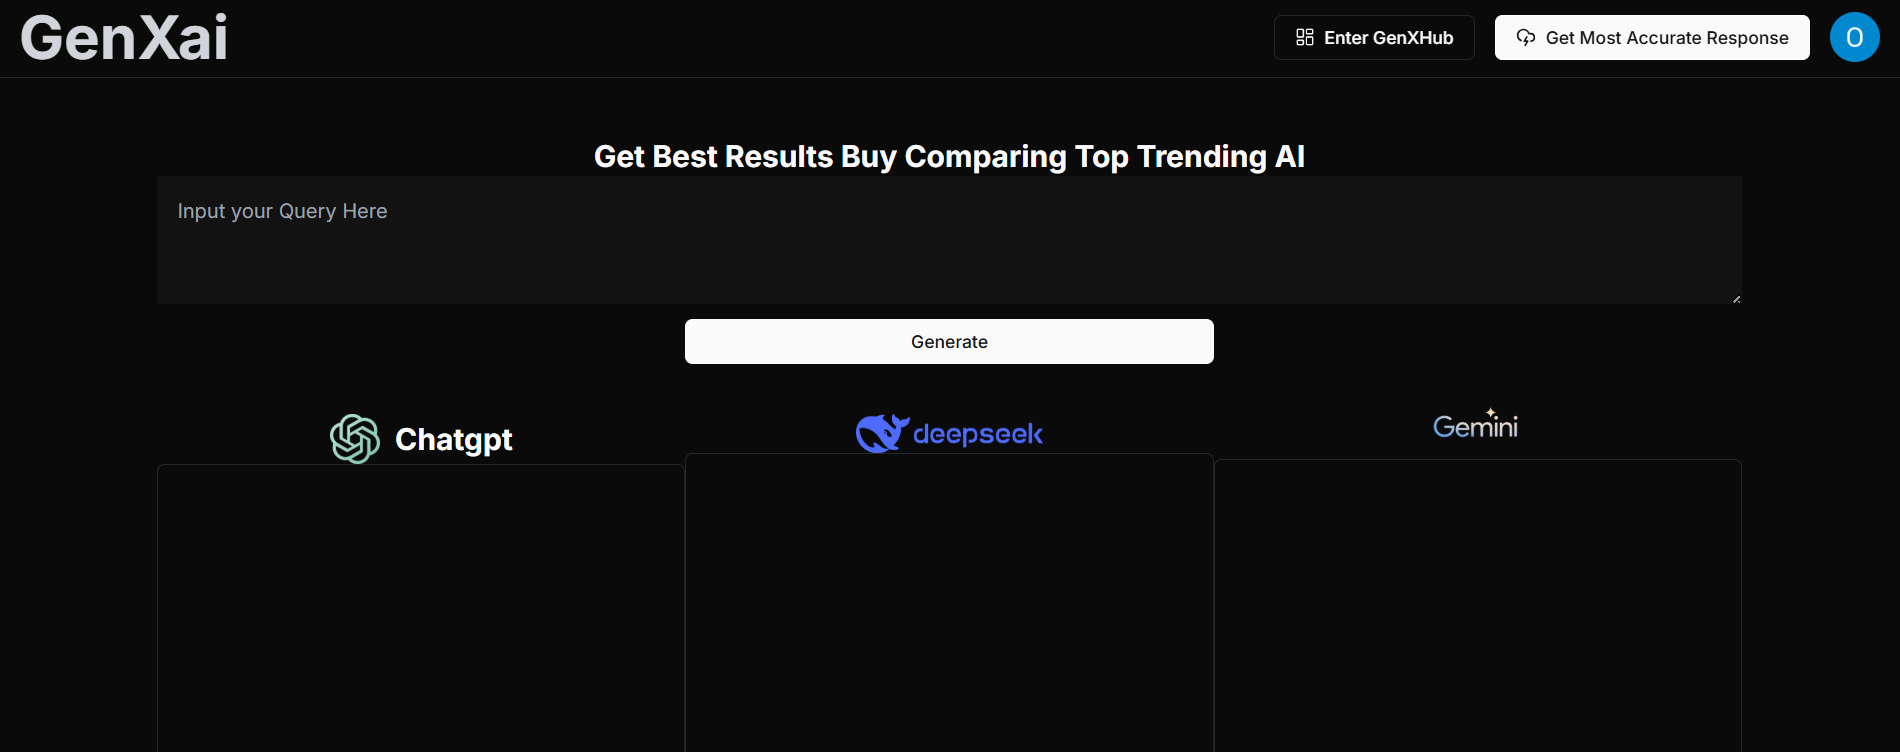 GenXai
Enter GenXHub
Get Most Accurate Response
O
Get Best Results Buy Comparing Top Trending AI
Input your Query Here
Generate
Chatgpt
deepseek
Gemini